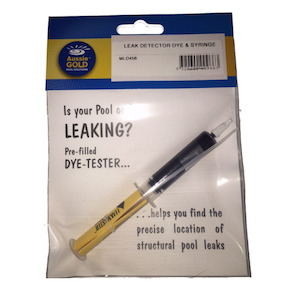 Aussie
GOLD
LEAK DETECTOR DYE & SYRINGE
Is your Pool or
LEAKING?
Pre-filled
DYE-TESTER...
...helps you find the
precise location of
structural pool leaks